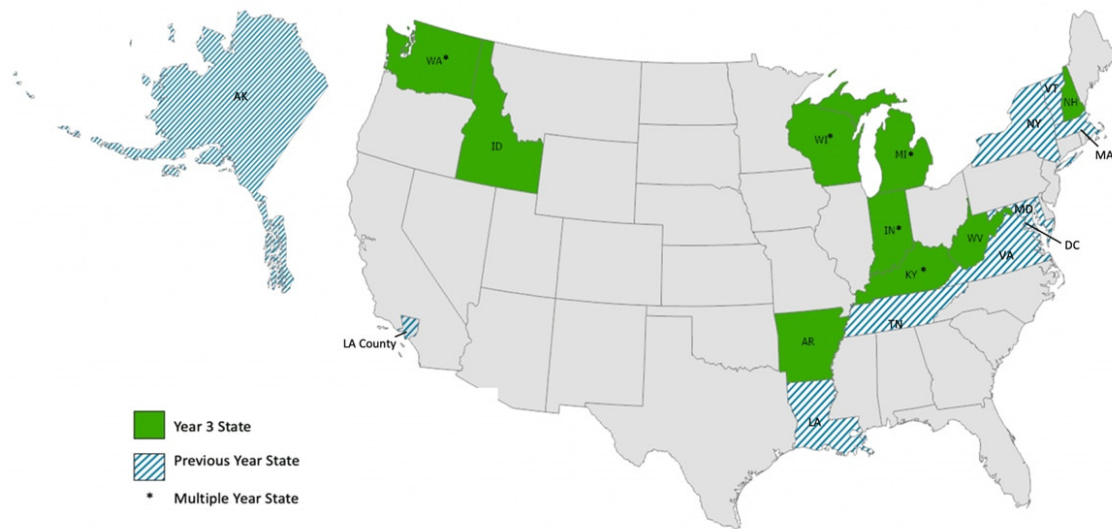 AK
WA*
ID
WI*
MI*
VT
NH
NY
MA
IN*
WV
MD
DC
VA
KY*
TN
AR
LA
LA County
Year 3 State
Previous Year State
* Multiple Year State